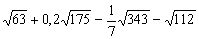 √63 + 0,2√175 − 1/7 √343 − √112